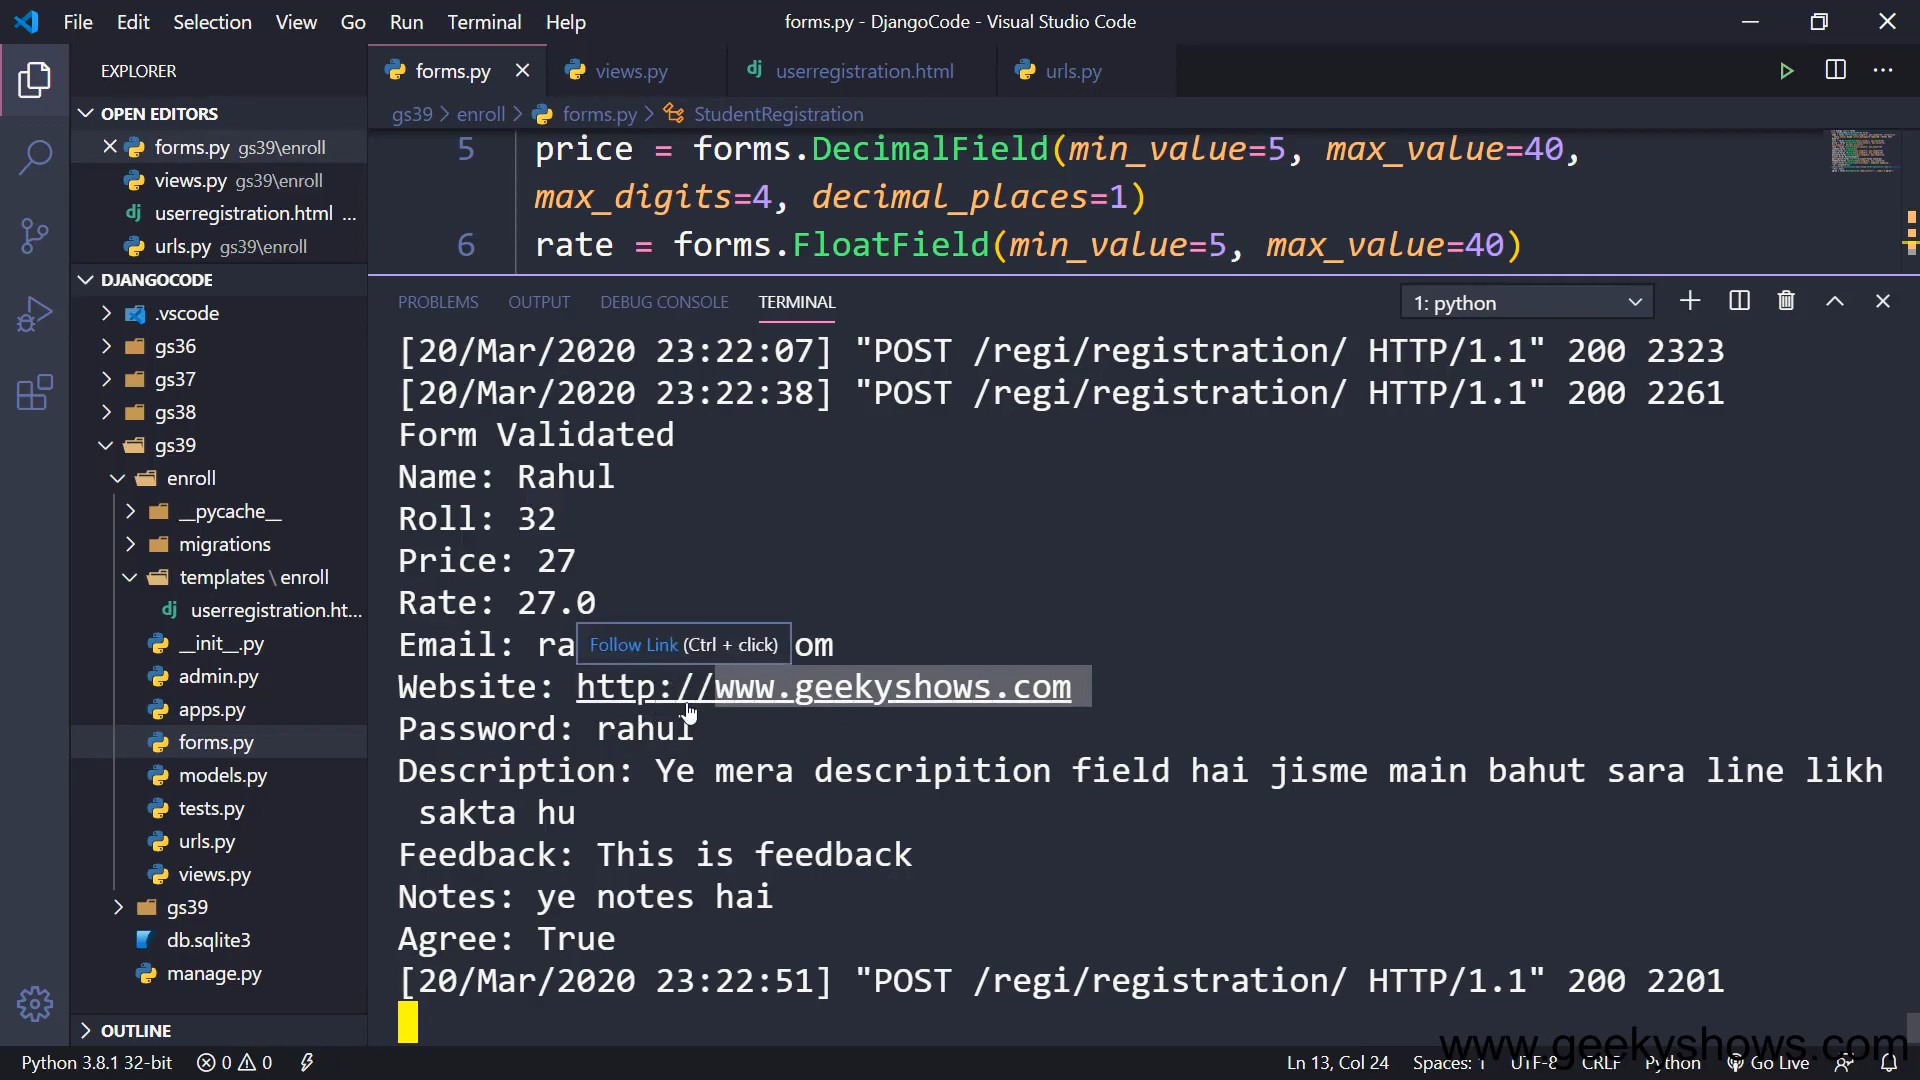 File Edit Selection View Go Run Terminal Help
forms.py - DjangoCode - Visual Studio Code
EXPLORER
OPEN EDITORS
forms.py gs39\enroll
views.py gs39\enroll
userregistration.html ...
urls.py gs39\enroll
DJANGOCODE
.vscode
gs36
gs37
gs38
gs39
enroll
__pycache__
migrations
templates\enroll
userregistration.ht...
__init__.py
admin.py
apps.py
forms.py
models.py
tests.py
urls.py
views.py
gs39
db.sqlite3
manage.py
OUTLINE
forms.py
views.py
userregistration.html
urls.py
gs39 > enroll > forms.py > StudentRegistration
5 price = forms.DecimalField(min_value=5, max_value=40,
max_digits=4, decimal_places=1)
6 rate = forms.FloatField(min_value=5, max_value=40)
PROBLEMS OUTPUT DEBUG CONSOLE TERMINAL
1: python
[20/Mar/2020 23:22:07] "POST /regi/registration/ HTTP/1.1" 200 2323
[20/Mar/2020 23:22:38] "POST /regi/registration/ HTTP/1.1" 200 2261
Form Validated
Name: Rahul
Roll: 32
Price: 27
Rate: 27.0
Email: ra om
Follow Link (Ctrl + click)
Website: http://www.geekyshows.com
Password: rahul
Description: Ye mera descripition field hai jisme main bahut sara line likh
sakta hu
Feedback: This is feedback
Notes: ye notes hai
Agree: True
[20/Mar/2020 23:22:51] "POST /regi/registration/ HTTP/1.1" 200 2201
www.geekyshows.com
Python 3.8.1 32-bit
0 0
Ln 13, Col 24
Spaces: 1
UTF-8
CRLF
Python
Go Live